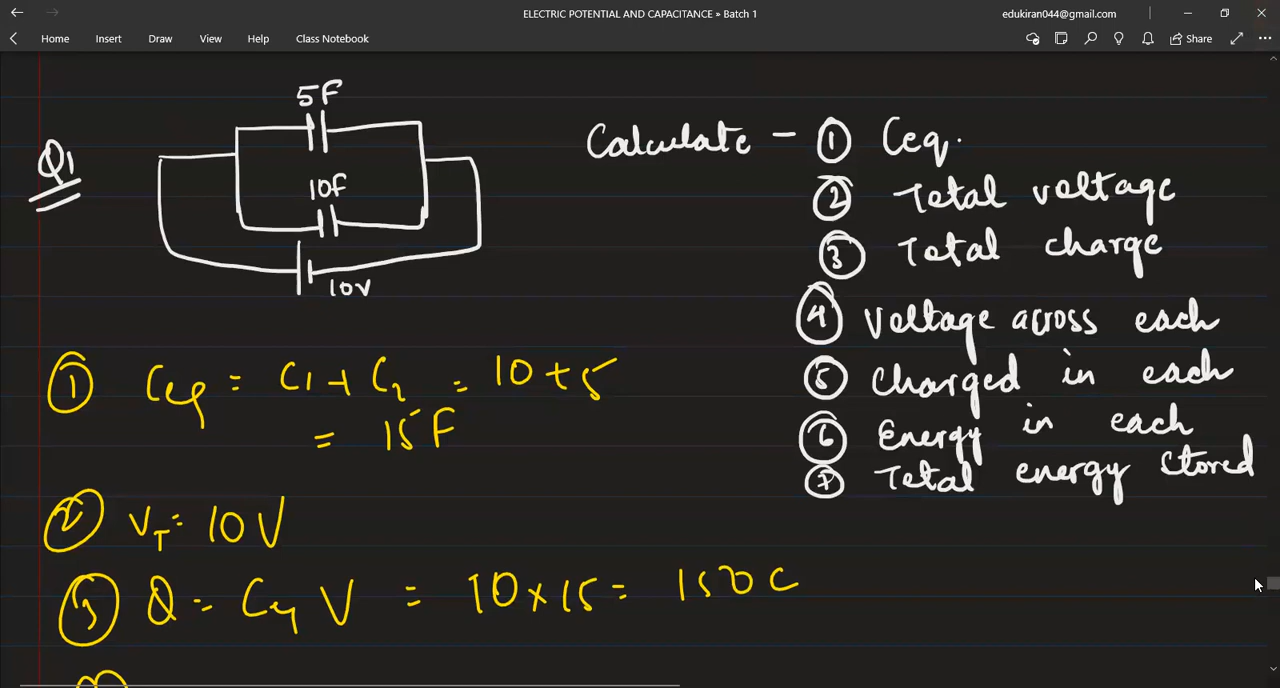 ELECTRIC POTENTIAL AND CAPACITANCE » Batch 1
edukiran044@gmail.com
Home Insert Draw View Help Class Notebook
Share
Q1
5F
10F
10V
Calculate - ① Ceq.
② Total voltage
③ Total charge
④ Voltage across each
⑤ Charged in each
⑥ Energy in each
⑦ Total energy stored
① Ceq = C1 + C2 = 10 + 5
= 15F
② VT = 10V
③ Q = Ceq V = 10 × 15 = 150 C